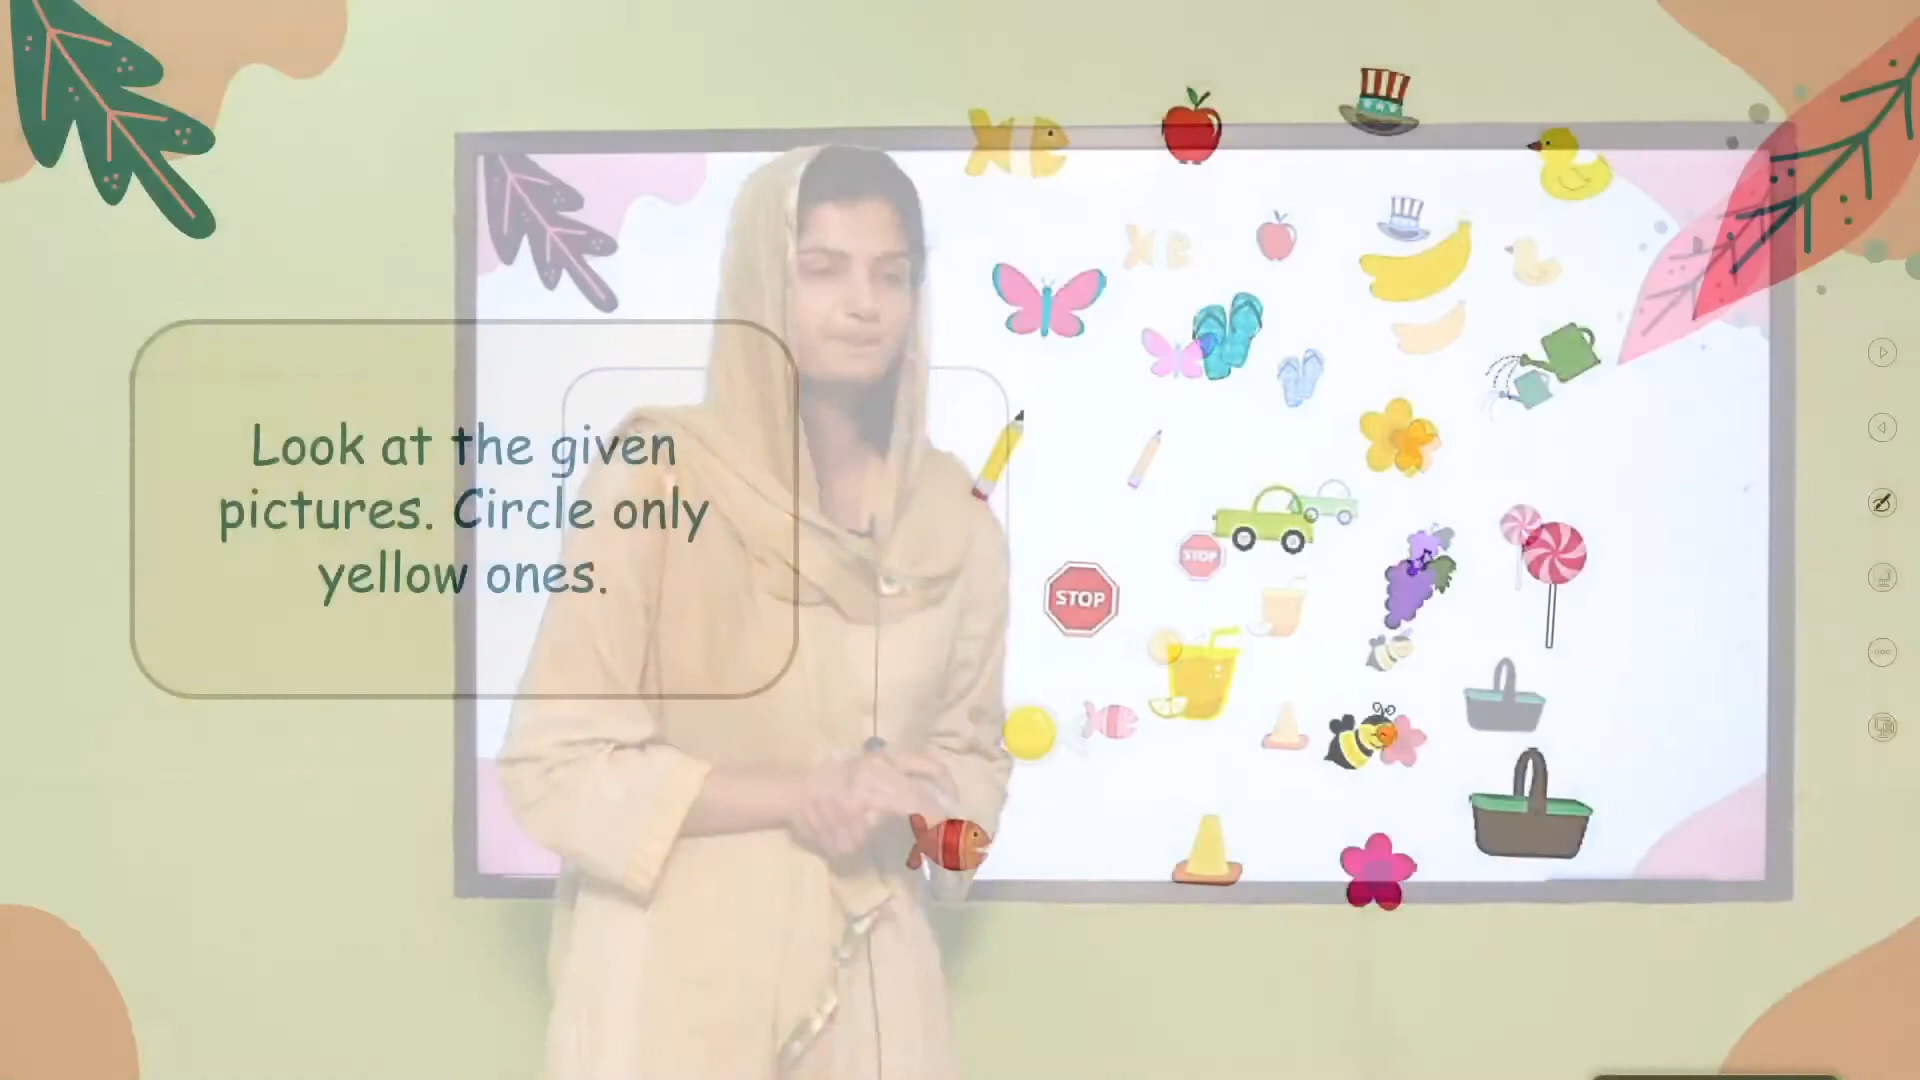 Look at the given
pictures. Circle only
yellow ones.
STOP
STOP